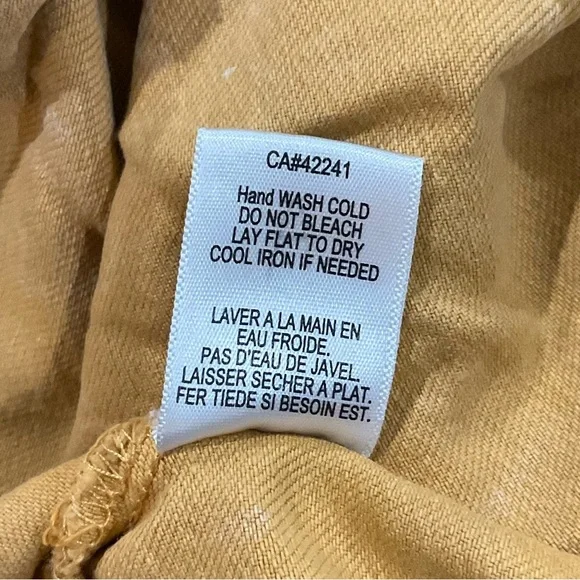 CA#42241
Hand WASH COLD
DO NOT BLEACH
LAY FLAT TO DRY
COOL IRON IF NEEDED
LAVER A LA MAIN EN
EAU FROIDE.
PAS D'EAU DE JAVEL.
LAISSER SECHER A PLAT.
FER TIEDE SI BESOIN EST.